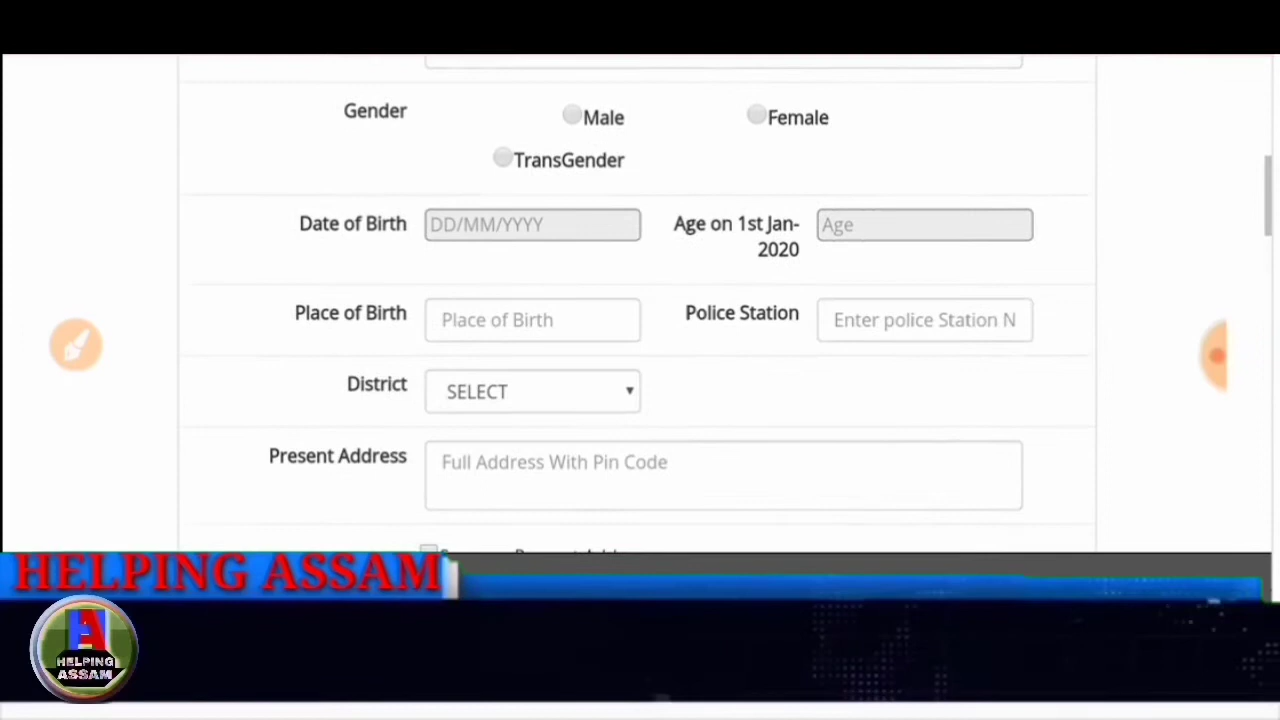 Gender
Male
Female
TransGender
Date of Birth
DD/MM/YYYY
Age on 1st Jan-
2020
Age
Place of Birth
Place of Birth
Police Station
Enter police Station N
District
SELECT
Present Address
Full Address With Pin Code
HELPING ASSAM
A
HELPING
ASSAM